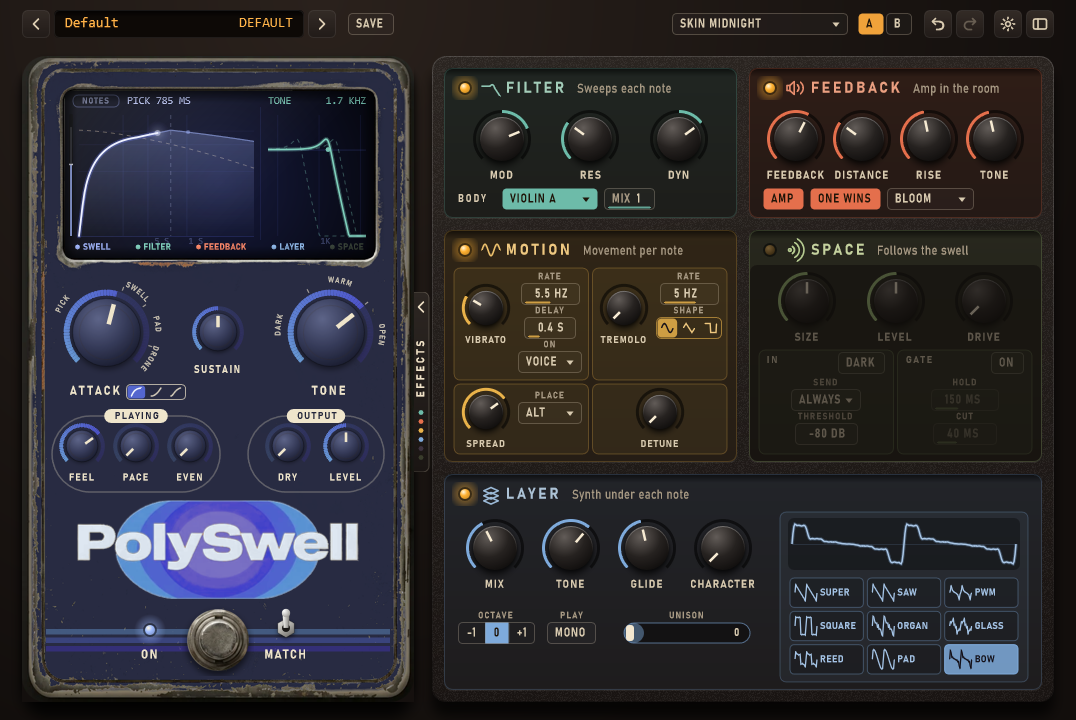 Default DEFAULT SAVE SKIN MIDNIGHT A B
NOTES PICK 785 MS TONE 1.7 KHZ
1K
SWELL FILTER FEEDBACK LAYER SPACE
PICK SWELL PAD DRONE
DARK WARM OPEN
ATTACK SUSTAIN TONE
PLAYING OUTPUT
FEEL PACE EVEN DRY LEVEL
PolySwell
ON MATCH
EFFECTS
FILTER Sweeps each note
MOD RES DYN
BODY VIOLIN A MIX 1
FEEDBACK Amp in the room
FEEDBACK DISTANCE RISE TONE
AMP ONE WINS BLOOM
MOTION Movement per note
VIBRATO
RATE
5.5 HZ
DELAY
0.4 S
ON
VOICE
TREMOLO
RATE
5 HZ
SHAPE
SPREAD
PLACE
ALT
DETUNE
SPACE Follows the swell
SIZE LEVEL DRIVE
IN DARK
SEND
ALWAYS
THRESHOLD
-80 DB
GATE ON
HOLD
150 MS
CUT
40 MS
LAYER Synth under each note
MIX TONE GLIDE CHARACTER
OCTAVE PLAY UNISON
-1 0 +1 MONO 0
SUPER SAW PWM
SQUARE ORGAN GLASS
REED PAD BOW